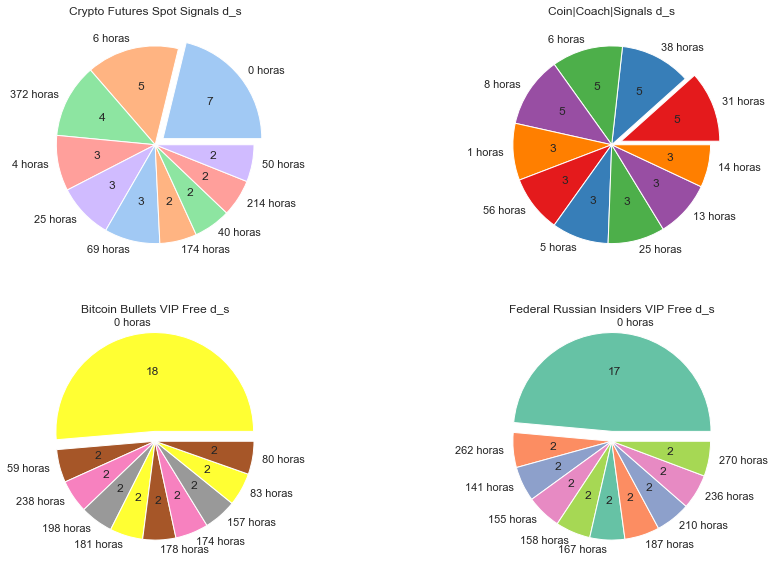 Crypto Futures Spot Signals d_s
0 horas
7
6 horas
5
372 horas
4
4 horas
3
25 horas
3
69 horas
3
174 horas
2
40 horas
2
214 horas
2
50 horas
2
Coin|Coach|Signals d_s
31 horas
5
38 horas
5
6 horas
5
8 horas
5
1 horas
3
56 horas
3
5 horas
3
25 horas
3
13 horas
3
14 horas
3
Bitcoin Bullets VIP Free d_s
0 horas
18
59 horas
2
238 horas
2
198 horas
2
181 horas
2
178 horas
2
174 horas
2
157 horas
2
83 horas
2
80 horas
2
Federal Russian Insiders VIP Free d_s
0 horas
17
262 horas
2
141 horas
2
155 horas
2
158 horas
2
167 horas
2
187 horas
2
210 horas
2
236 horas
2
270 horas
2